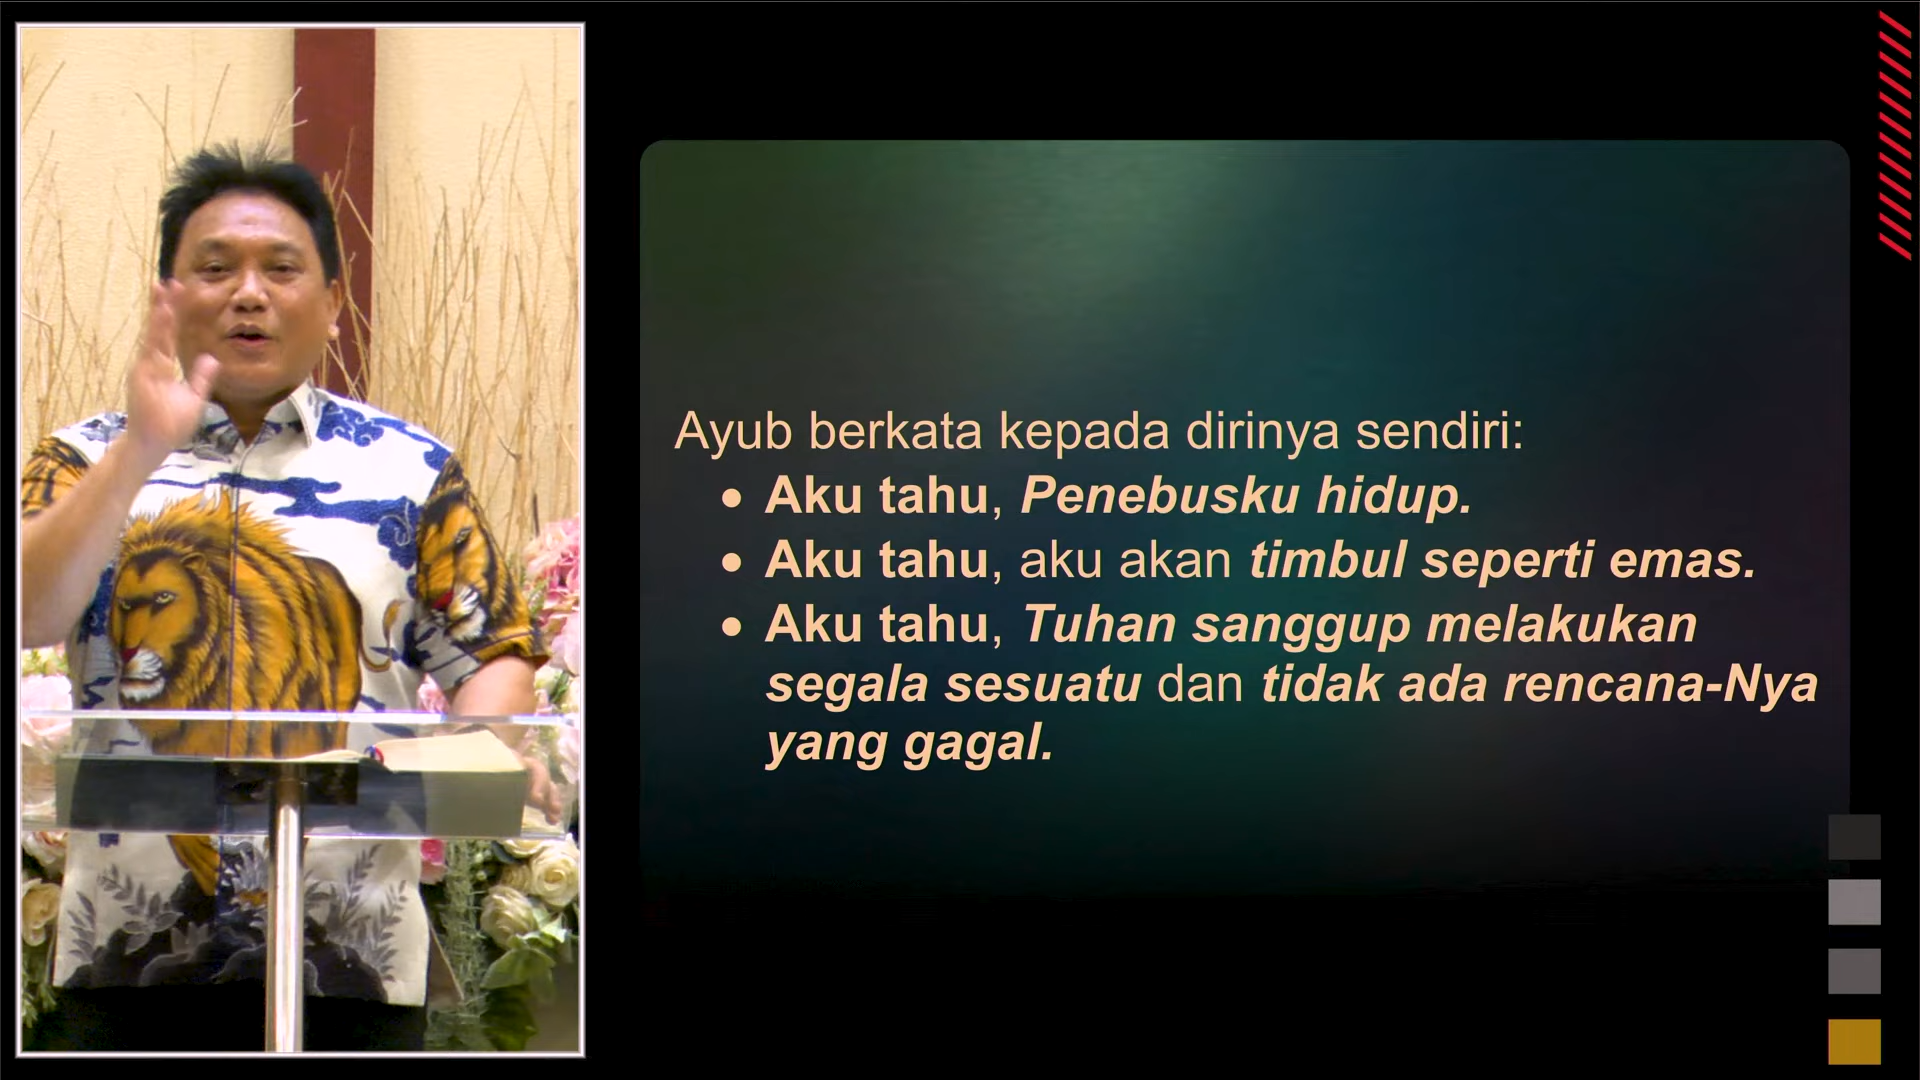 Ayub berkata kepada dirinya sendiri:
• Aku tahu, Penebusku hidup.
• Aku tahu, aku akan timbul seperti emas.
• Aku tahu, Tuhan sanggup melakukan
segala sesuatu dan tidak ada rencana-Nya
yang gagal.